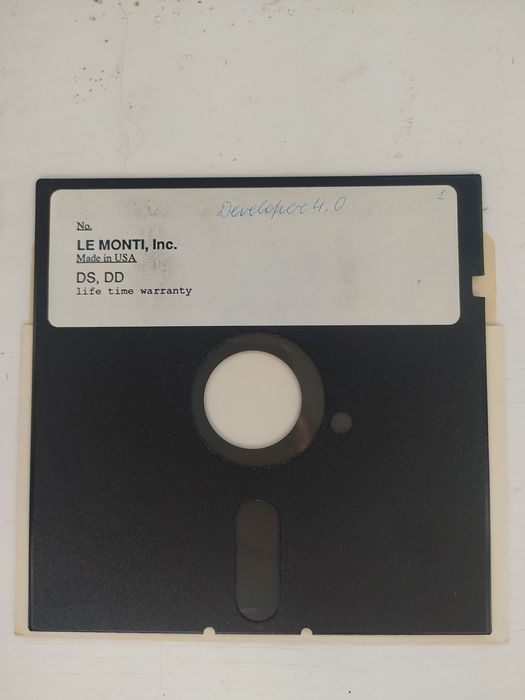 Developer 4.0 1
No.
LE MONTI, Inc.
Made in USA
DS, DD
life time warranty